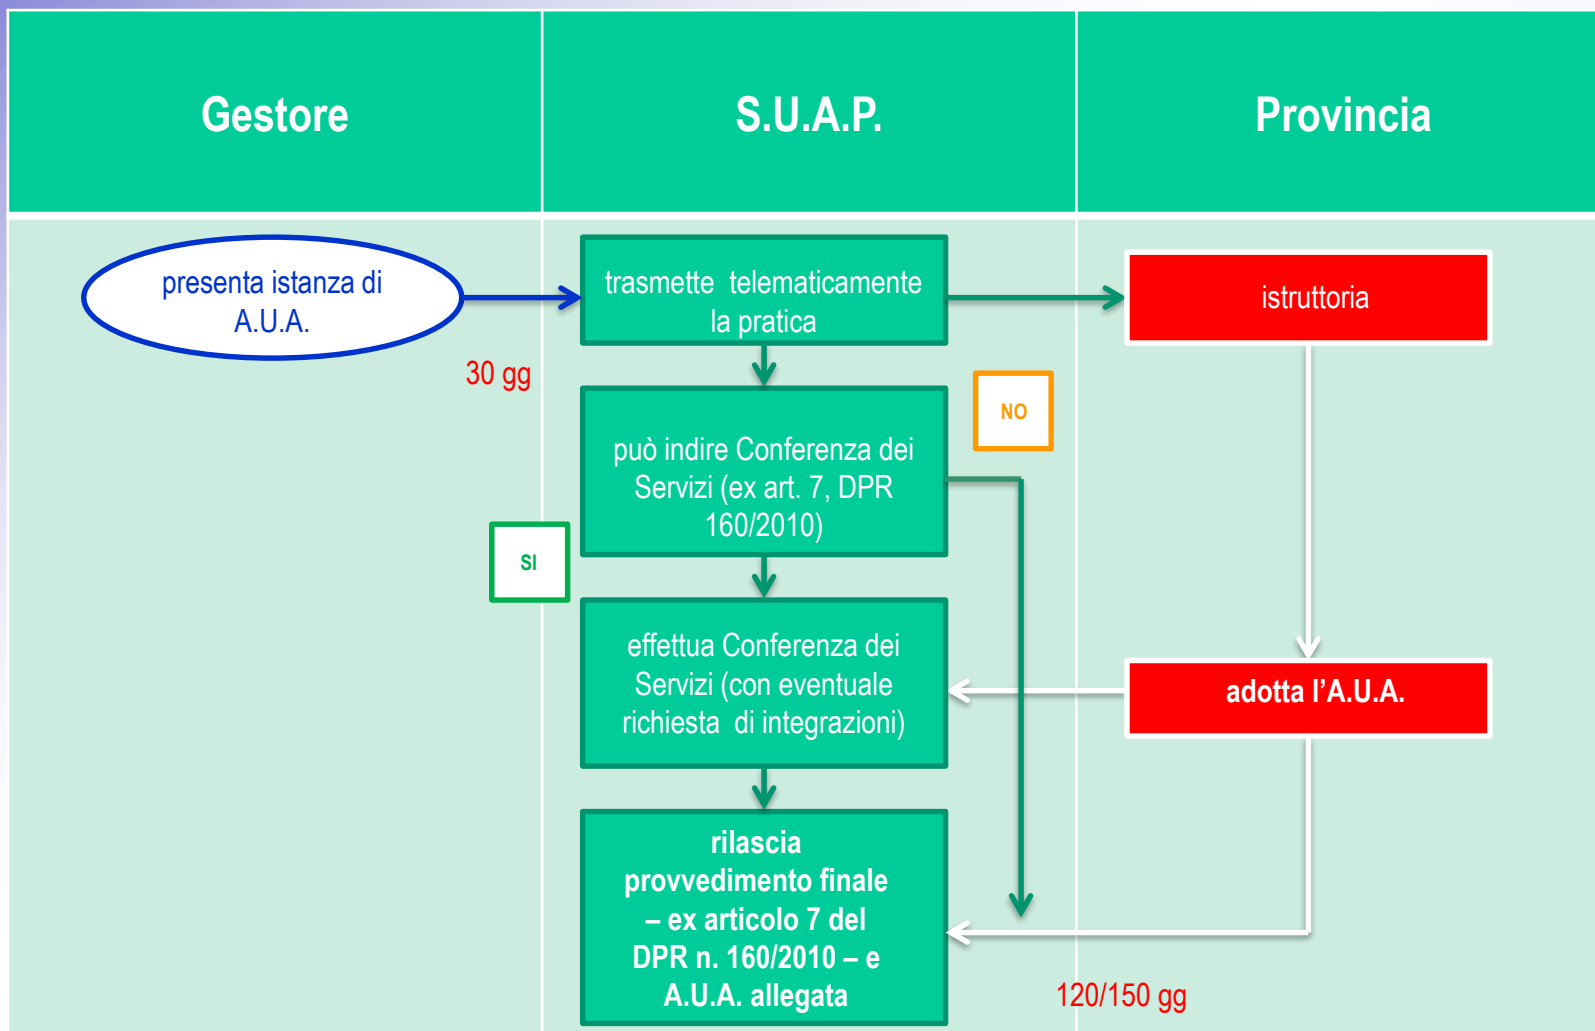 Gestore
S.U.A.P.
Provincia
presenta istanza di
A.U.A.
trasmette telematicamente
la pratica
istruttoria
30 gg
NO
può indire Conferenza dei
Servizi (ex art. 7, DPR
160/2010)
SI
effettua Conferenza dei
Servizi (con eventuale
richiesta di integrazioni)
adotta l’A.U.A.
rilascia
provvedimento finale
– ex articolo 7 del
DPR n. 160/2010 – e
A.U.A. allegata
120/150 gg